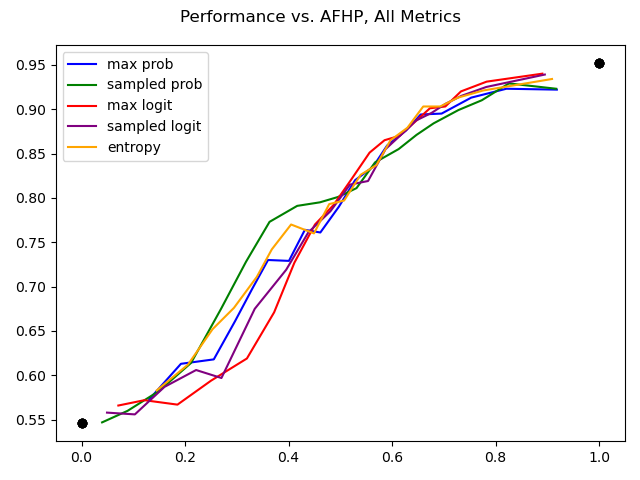 Performance vs. AFHP, All Metrics
max prob
sampled prob
max logit
sampled logit
entropy
0.95
0.90
0.85
0.80
0.75
0.70
0.65
0.60
0.55
0.0 0.2 0.4 0.6 0.8 1.0